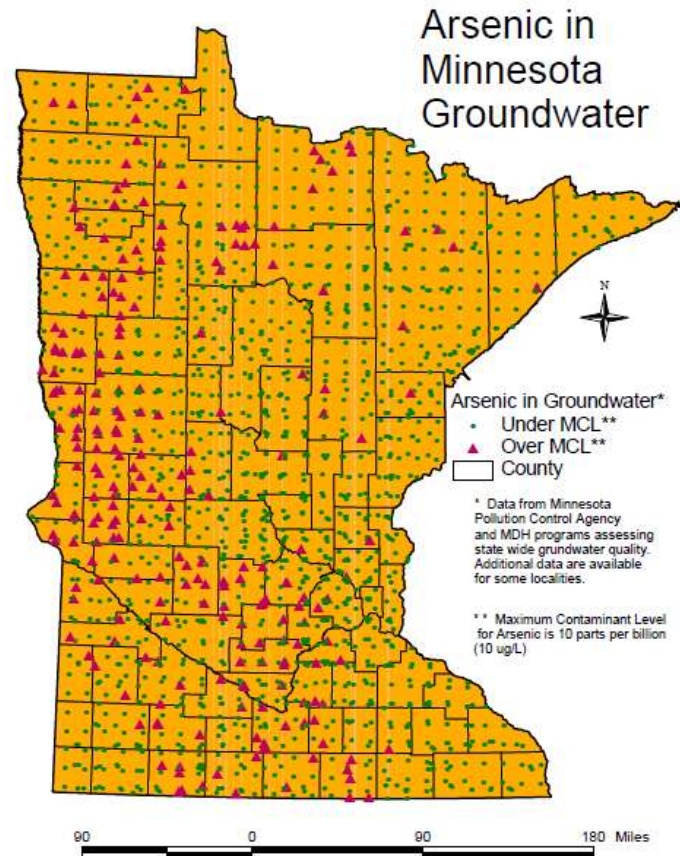 Arsenic in
Minnesota
Groundwater
N
Arsenic in Groundwater*
Under MCL**
Over MCL**
County
* Data from Minnesota
Pollution Control Agency
and MDH programs assessing
state wide grundwater quality.
Additional data are available
for some localities.
* * Maximum Contaminant Level
for Arsenic is 10 parts per billion
(10 ug/L)
90 0 90 180 Miles